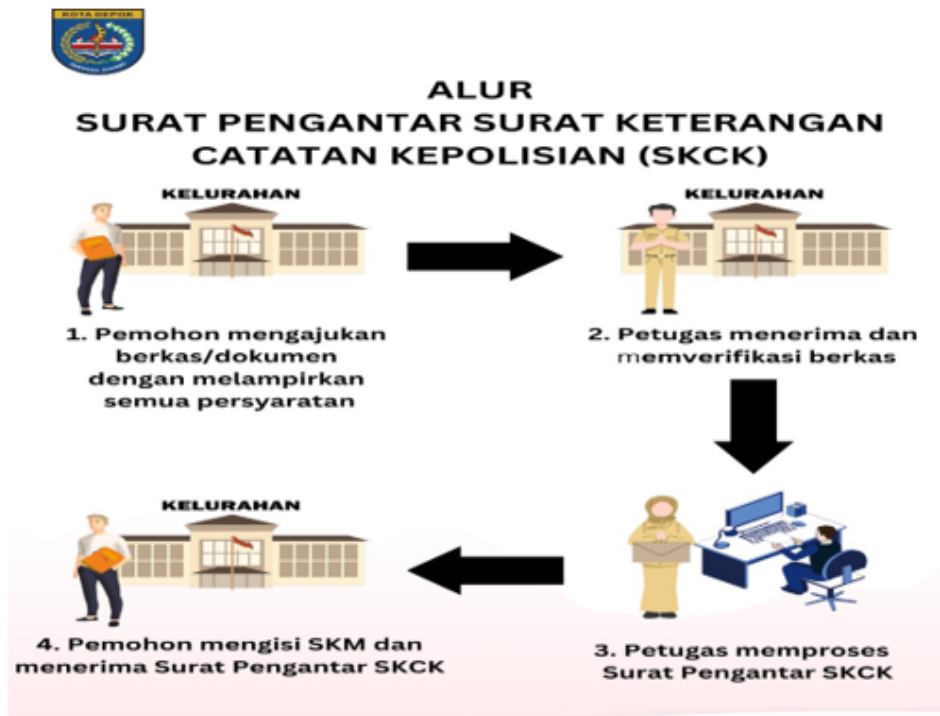 KOTA DEPOK
ALUR
SURAT PENGANTAR SURAT KETERANGAN
CATATAN KEPOLISIAN (SKCK)
KELURAHAN
1. Pemohon mengajukan
berkas/dokumen
dengan melampirkan
semua persyaratan
KELURAHAN
2. Petugas menerima dan
memverifikasi berkas
3. Petugas memproses
Surat Pengantar SKCK
KELURAHAN
4. Pemohon mengisi SKM dan
menerima Surat Pengantar SKCK